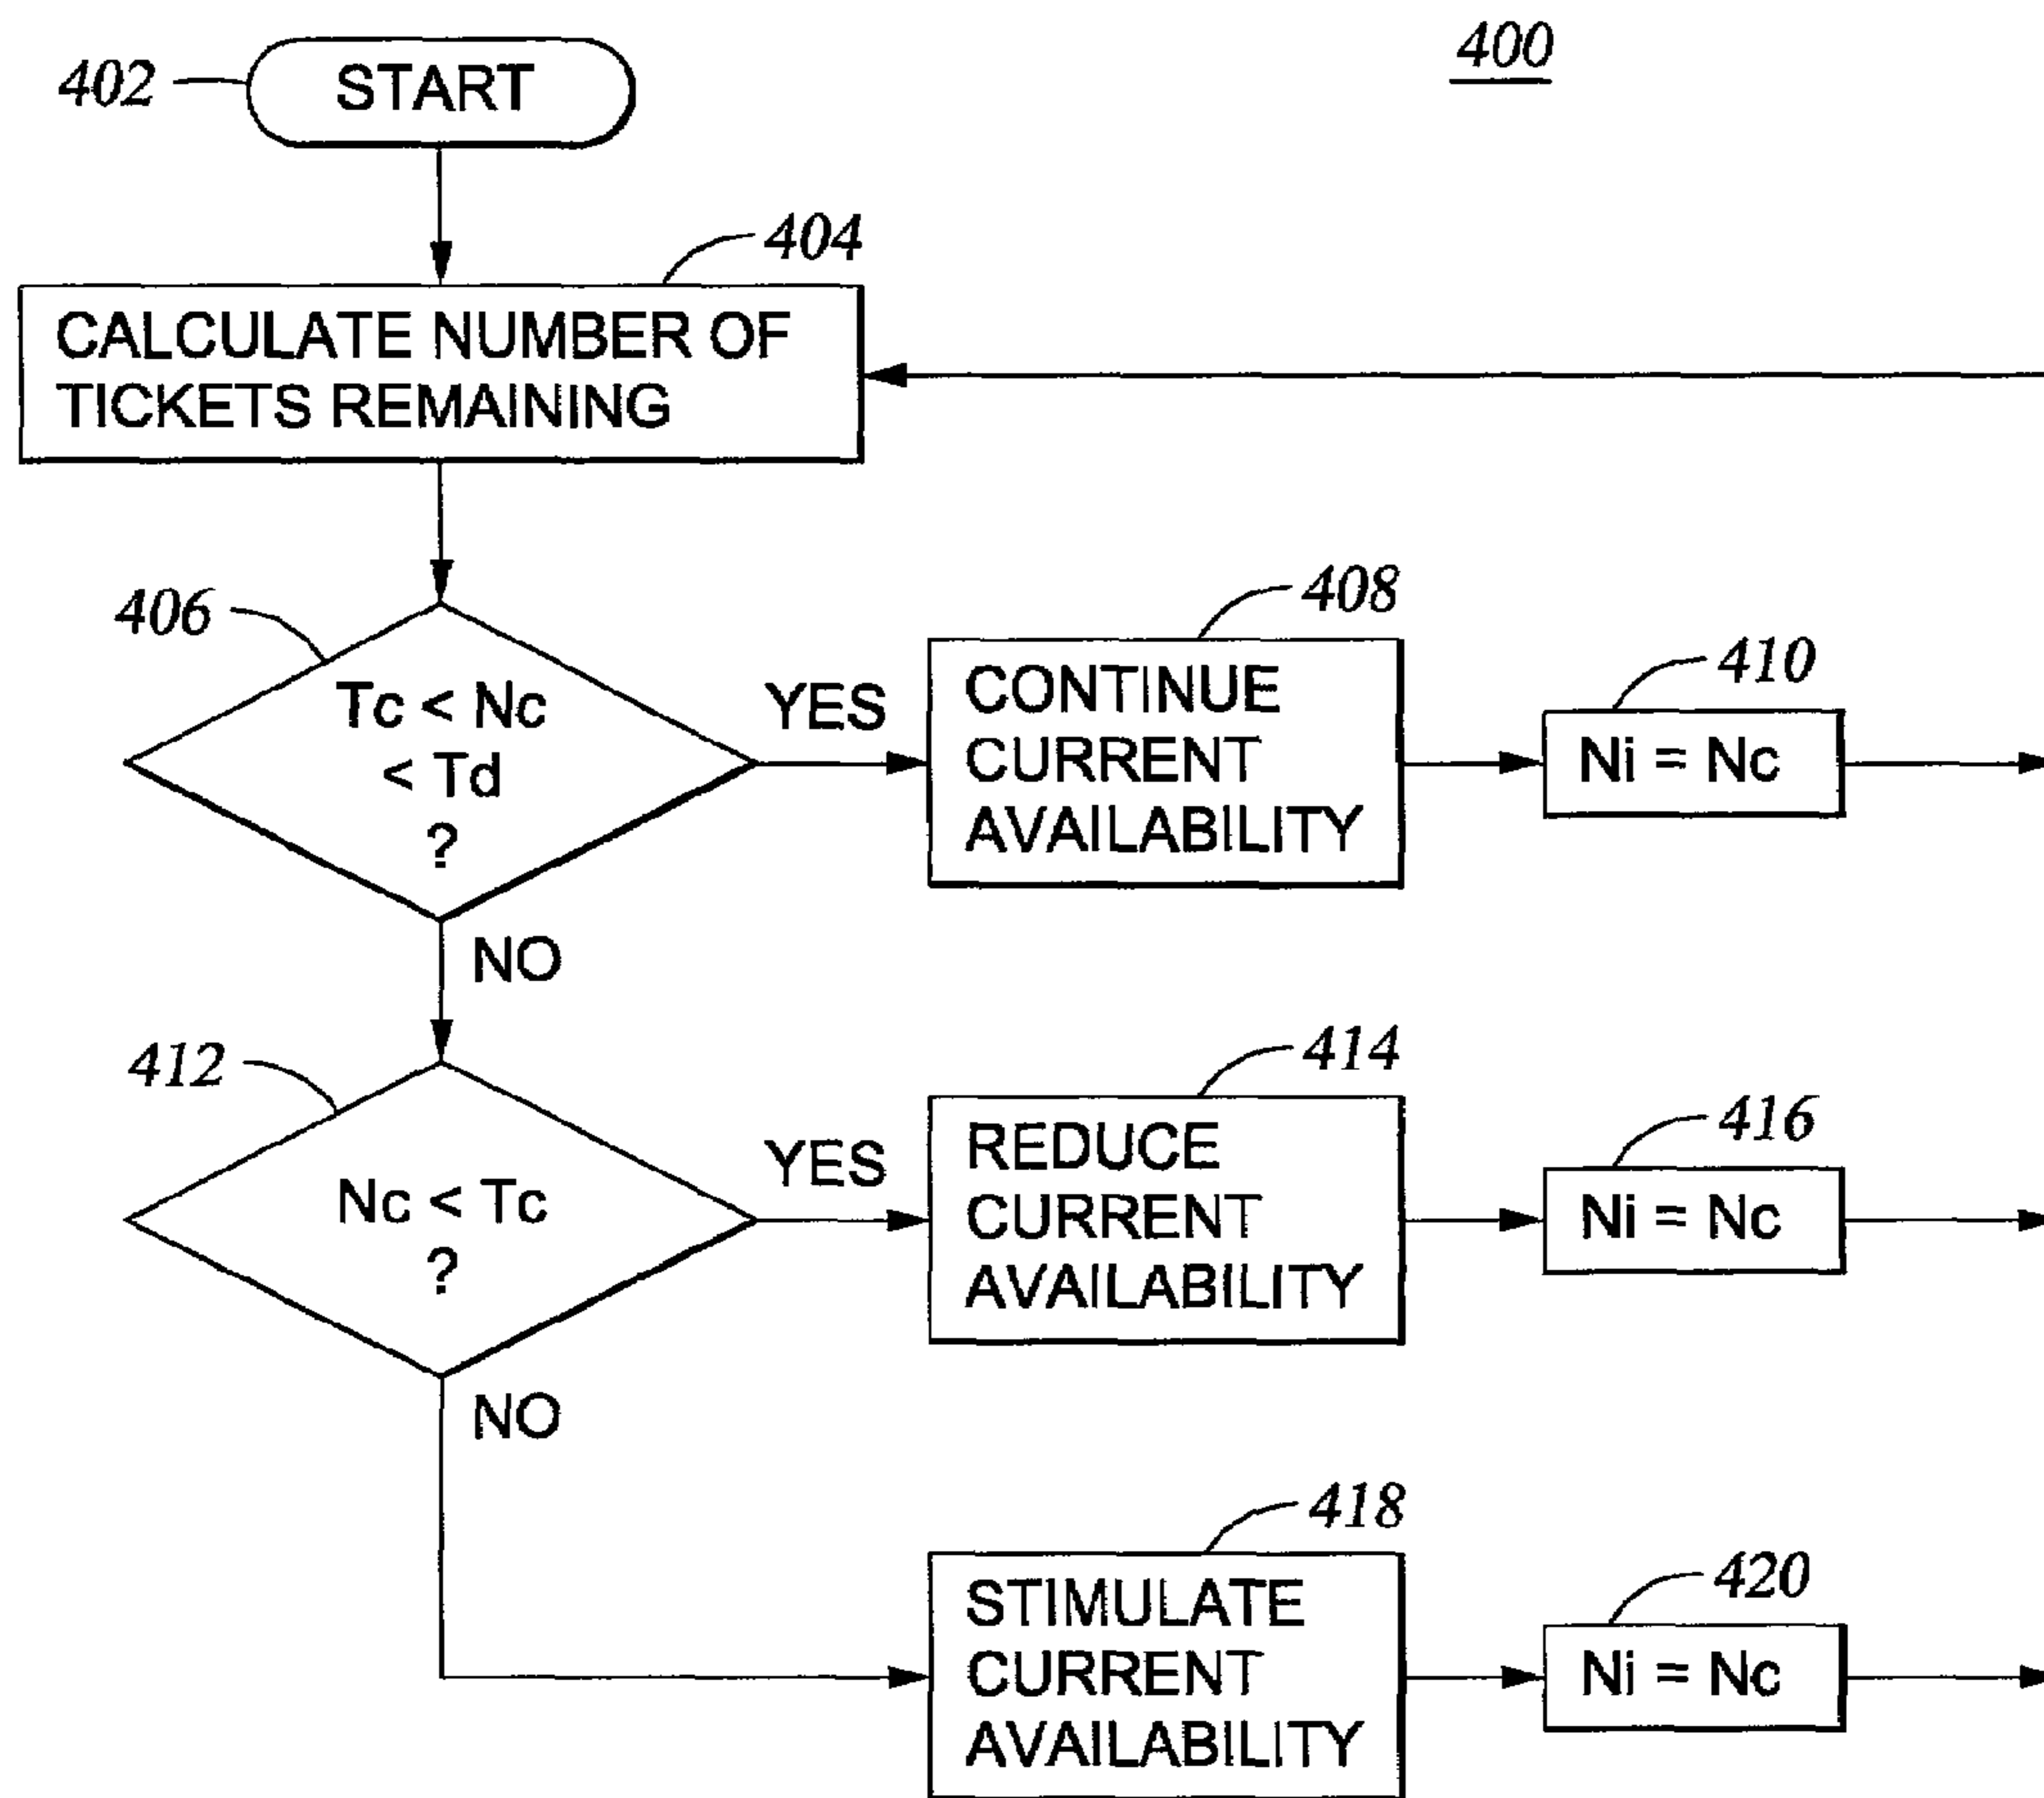 400
402
START
404
CALCULATE NUMBER OF
TICKETS REMAINING
406
Tc < Nc
< Td
?
YES
408
CONTINUE
CURRENT
AVAILABILITY
410
Ni = Nc
NO
412
Nc < Tc
?
YES
414
REDUCE
CURRENT
AVAILABILITY
416
Ni = Nc
NO
418
STIMULATE
CURRENT
AVAILABILITY
420
Ni = Nc